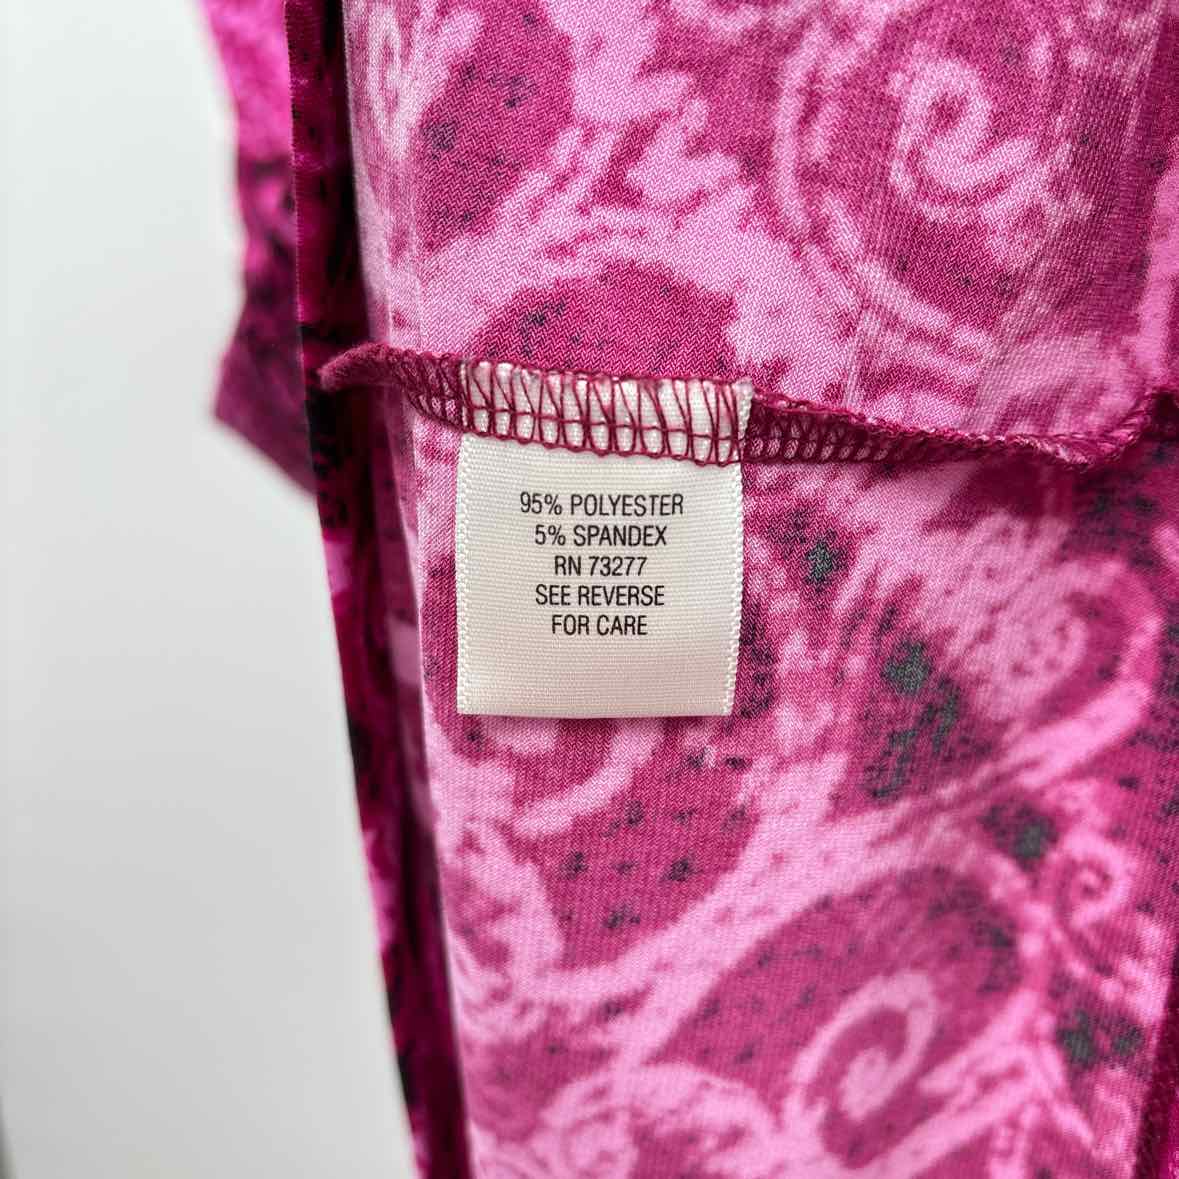 95% POLYESTER
5% SPANDEX
RN 73277
SEE REVERSE
FOR CARE